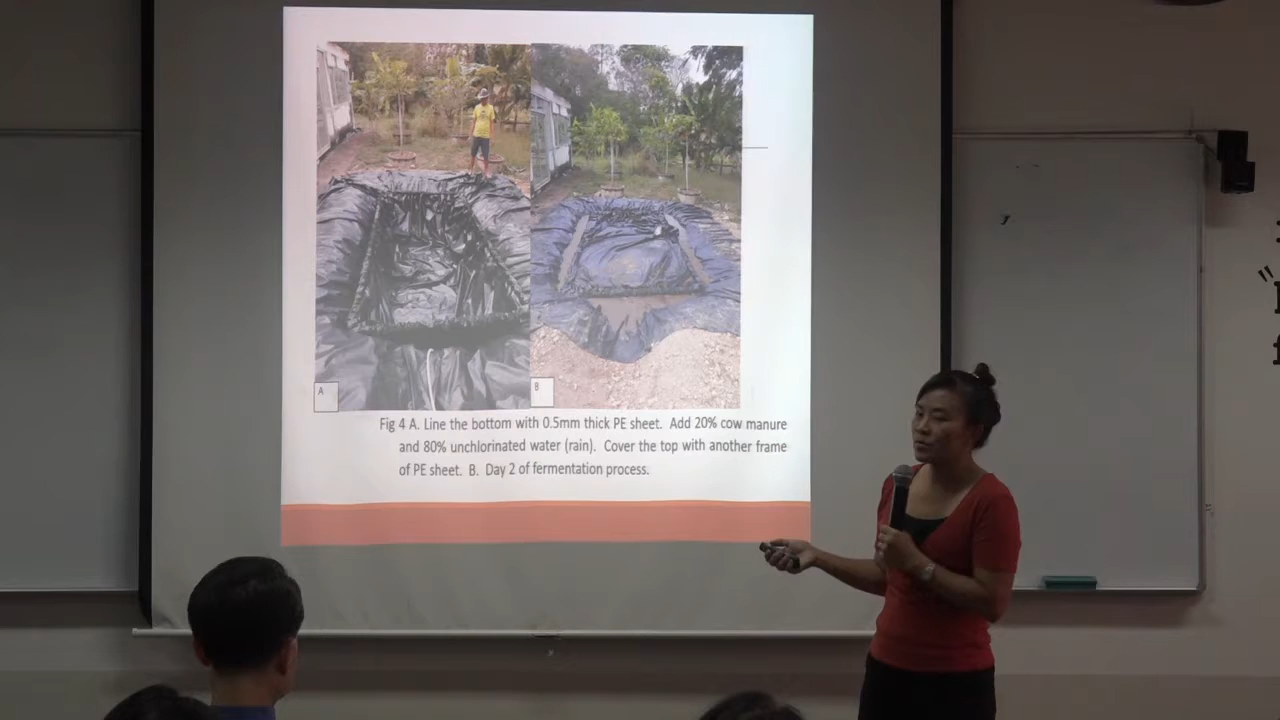 A
B
Fig 4 A. Line the bottom with 0.5mm thick PE sheet. Add 20% cow manure
and 80% unchlorinated water (rain). Cover the top with another frame
of PE sheet. B. Day 2 of fermentation process.